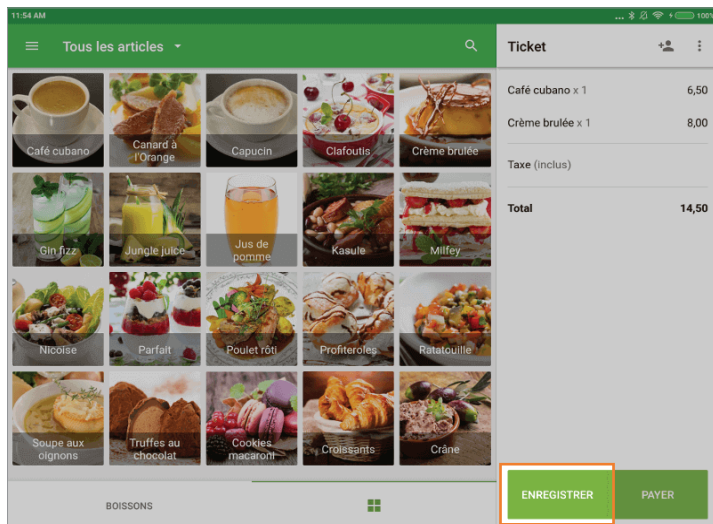 11:54 AM
... 100%
Tous les articles
Ticket
Café cubano x 1 6,50
Crème brulée x 1 8,00
Taxe (inclus)
Total 14,50
Café cubano
Canard à
l'Orange
Capucin
Clafoutis
Crème brulée
Gin fizz
Jungle juice
Jus de
pomme
Kasule
Milfey
Nicoise
Parfait
Poulet rôti
Profiteroles
Ratatouille
Soupe aux
oignons
Truffes au
chocolat
Cookies
macaroni
Croissants
Crâne
BOISSONS
ENREGISTRER
PAYER